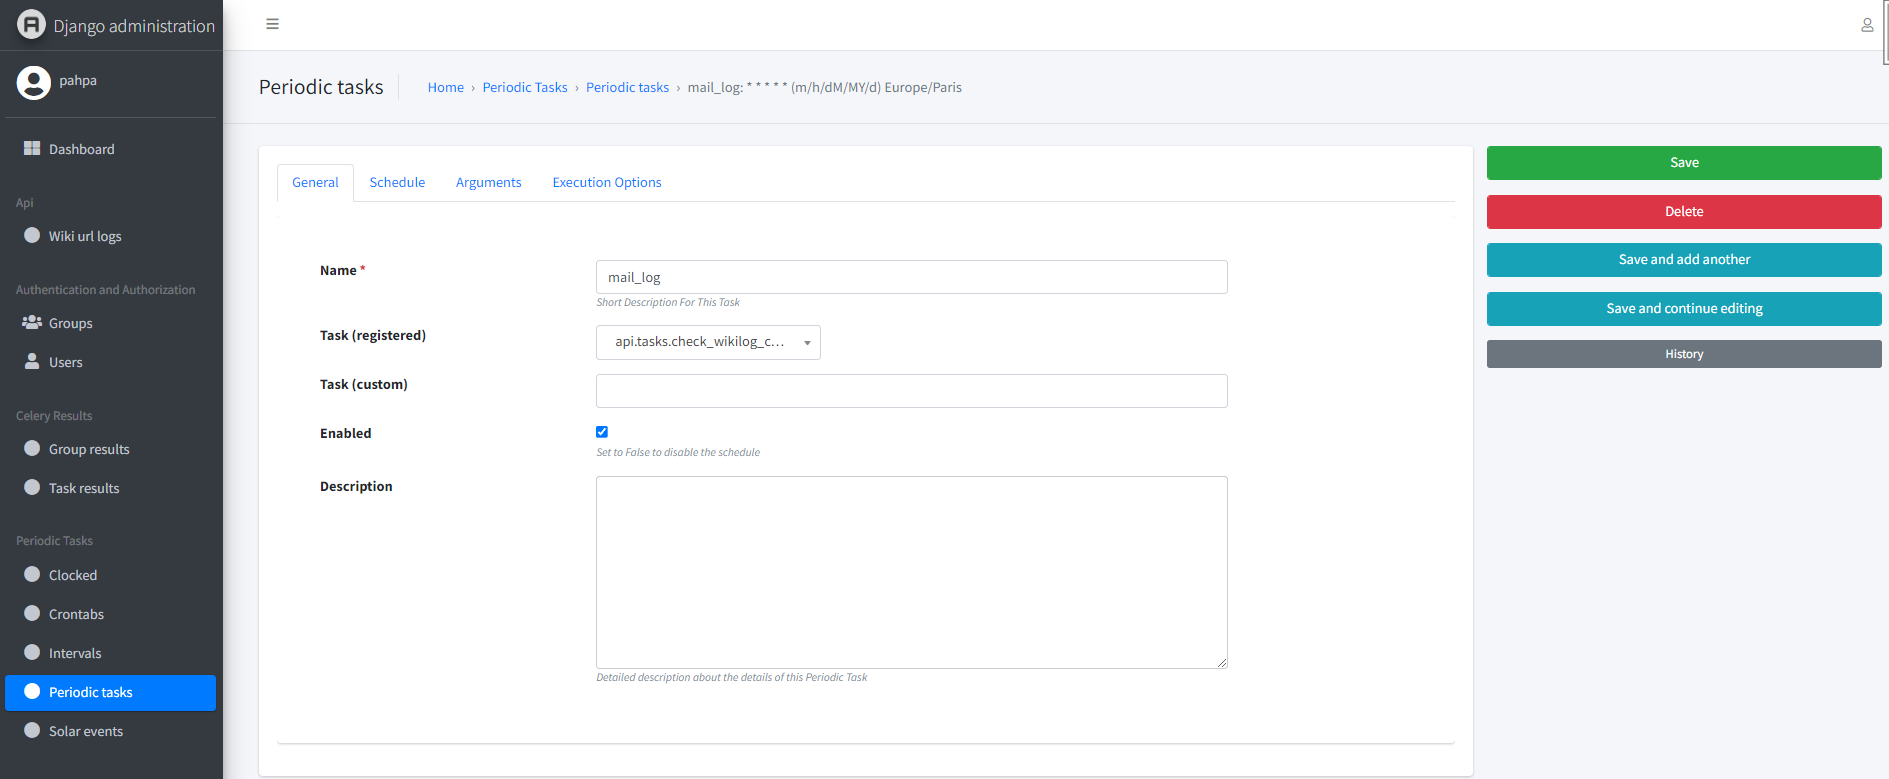 Django administration
pahpa
Dashboard
Api
Wiki url logs
Authentication and Authorization
Groups
Users
Celery Results
Group results
Task results
Periodic Tasks
Clocked
Crontabs
Intervals
Periodic tasks
Solar events
Periodic tasks
Home › Periodic Tasks › Periodic tasks › mail_log: * * * * * (m/h/dM/MY/d) Europe/Paris
General Schedule Arguments Execution Options
Name *
mail_log
Short Description For This Task
Task (registered)
api.tasks.check_wikilog_c...
Task (custom)
Enabled
Set to False to disable the schedule
Description
Detailed description about the details of this Periodic Task
Save
Delete
Save and add another
Save and continue editing
History